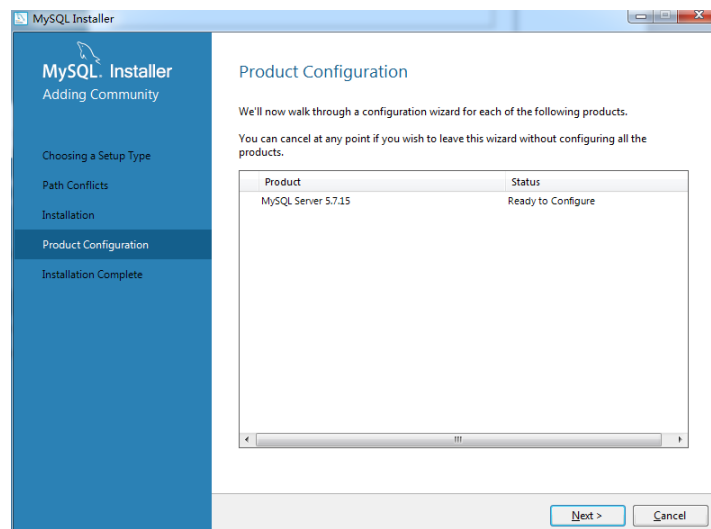 MySQL Installer
MySQL. Installer
Adding Community
Choosing a Setup Type
Path Conflicts
Installation
Product Configuration
Installation Complete
Product Configuration
We'll now walk through a configuration wizard for each of the following products.
You can cancel at any point if you wish to leave this wizard without configuring all the
products.
Product Status
MySQL Server 5.7.15 Ready to Configure
Next > Cancel